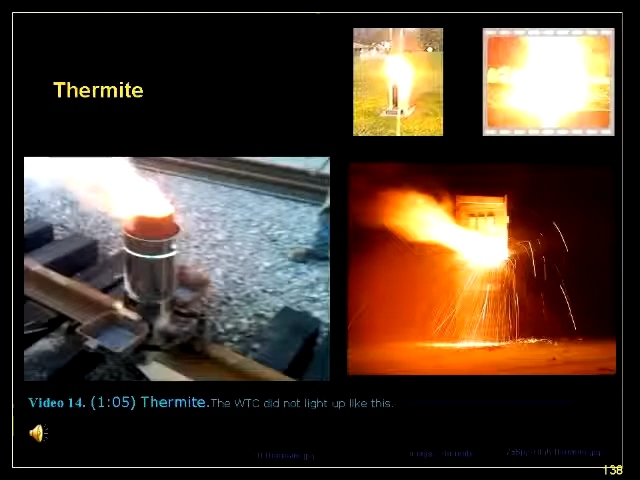 Thermite
Video 14. (1:05) Thermite.The WTC did not light up like this.
138